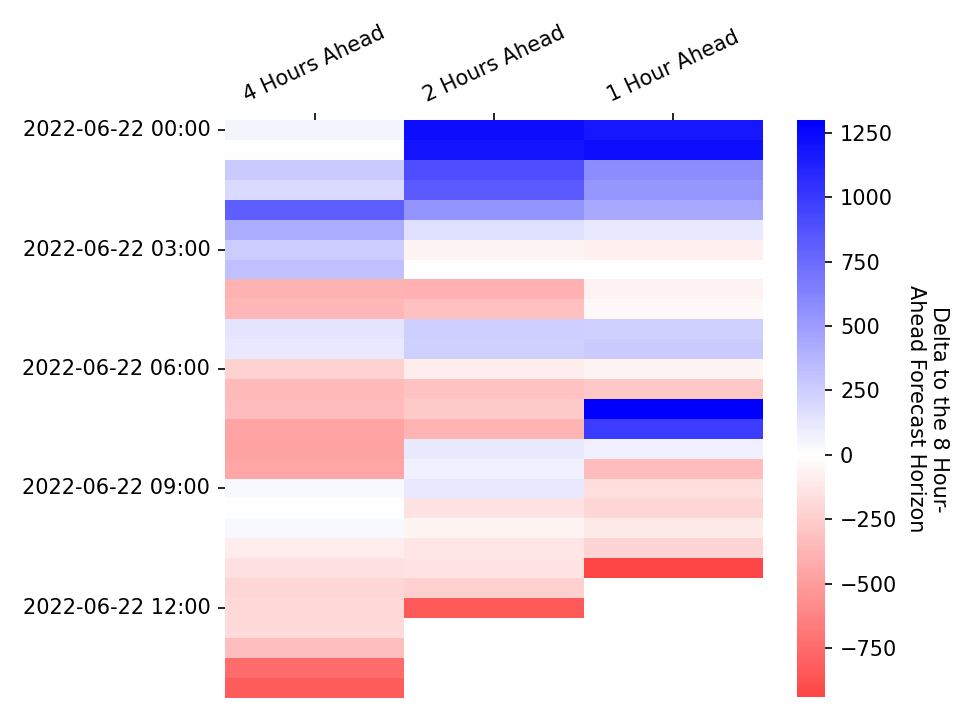 4 Hours Ahead
2 Hours Ahead
1 Hour Ahead
2022-06-22 00:00
2022-06-22 03:00
2022-06-22 06:00
2022-06-22 09:00
2022-06-22 12:00
1250
1000
750
500
250
0
−250
−500
−750
Delta to the 8 Hour-
Ahead Forecast Horizon